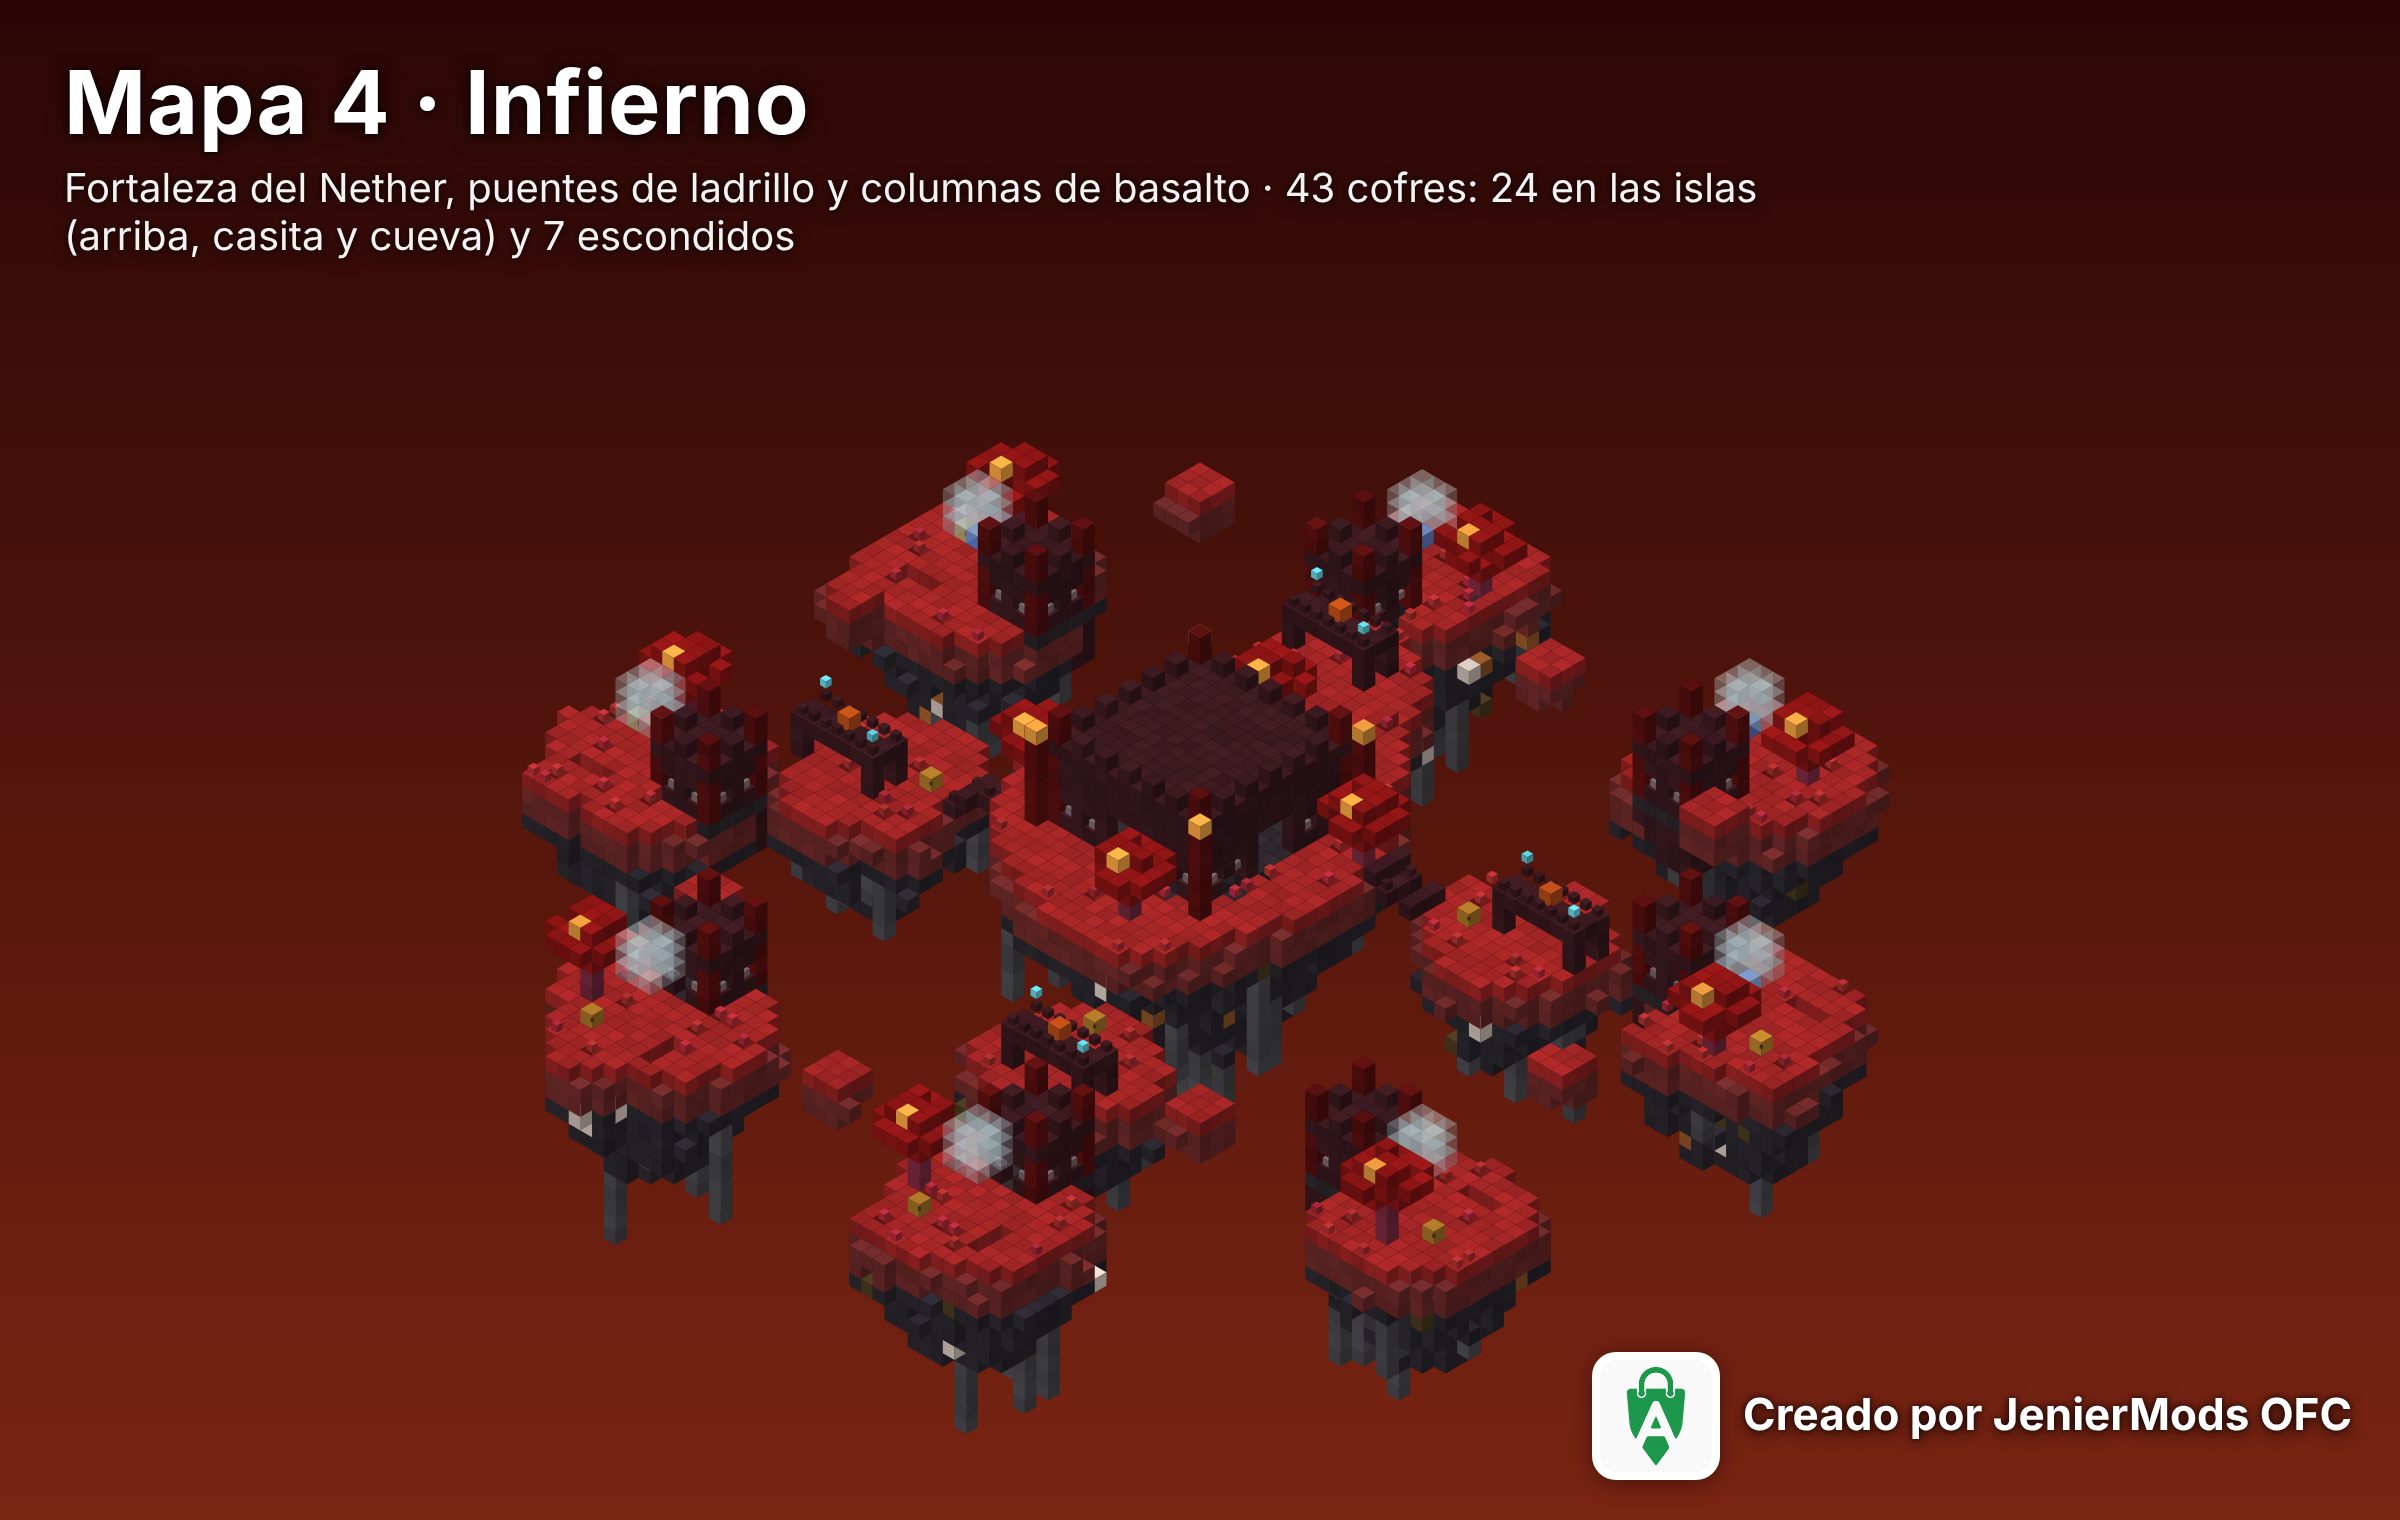 Mapa 4 · Infierno
Fortaleza del Nether, puentes de ladrillo y columnas de basalto · 43 cofres: 24 en las islas
(arriba, casita y cueva) y 7 escondidos
Creado por JenierMods OFC